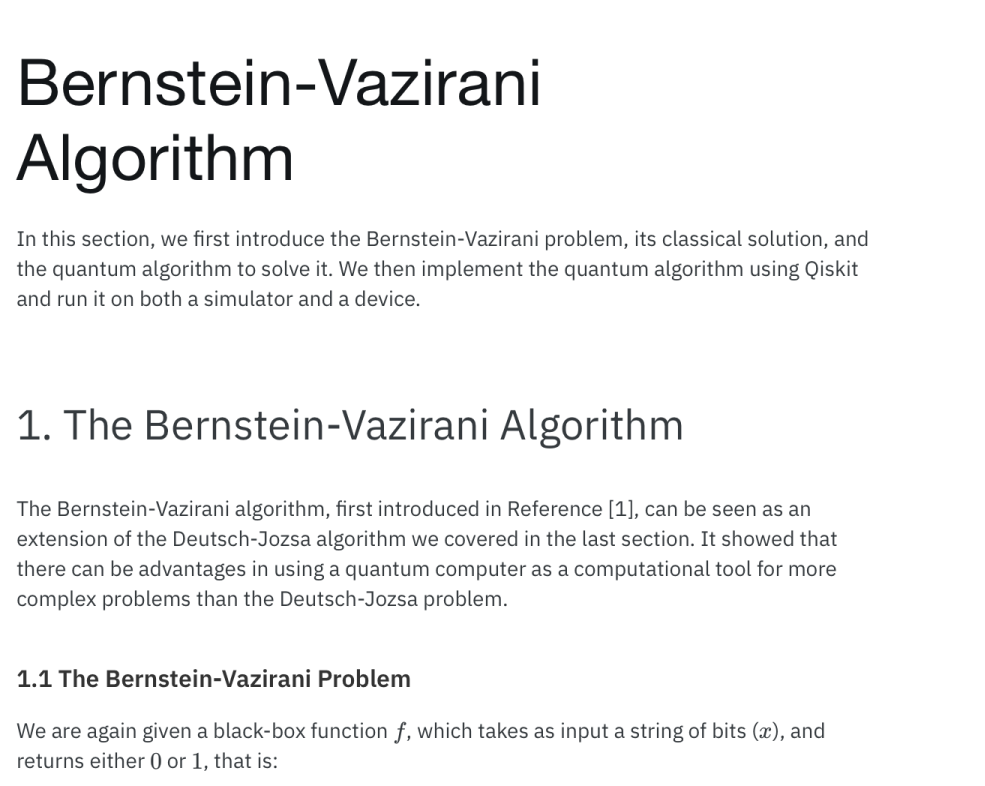 Bernstein-Vazirani
Algorithm
In this section, we first introduce the Bernstein-Vazirani problem, its classical solution, and
the quantum algorithm to solve it. We then implement the quantum algorithm using Qiskit
and run it on both a simulator and a device.
1. The Bernstein-Vazirani Algorithm
The Bernstein-Vazirani algorithm, first introduced in Reference [1], can be seen as an
extension of the Deutsch-Jozsa algorithm we covered in the last section. It showed that
there can be advantages in using a quantum computer as a computational tool for more
complex problems than the Deutsch-Jozsa problem.
1.1 The Bernstein-Vazirani Problem
We are again given a black-box function f, which takes as input a string of bits (x), and
returns either 0 or 1, that is: